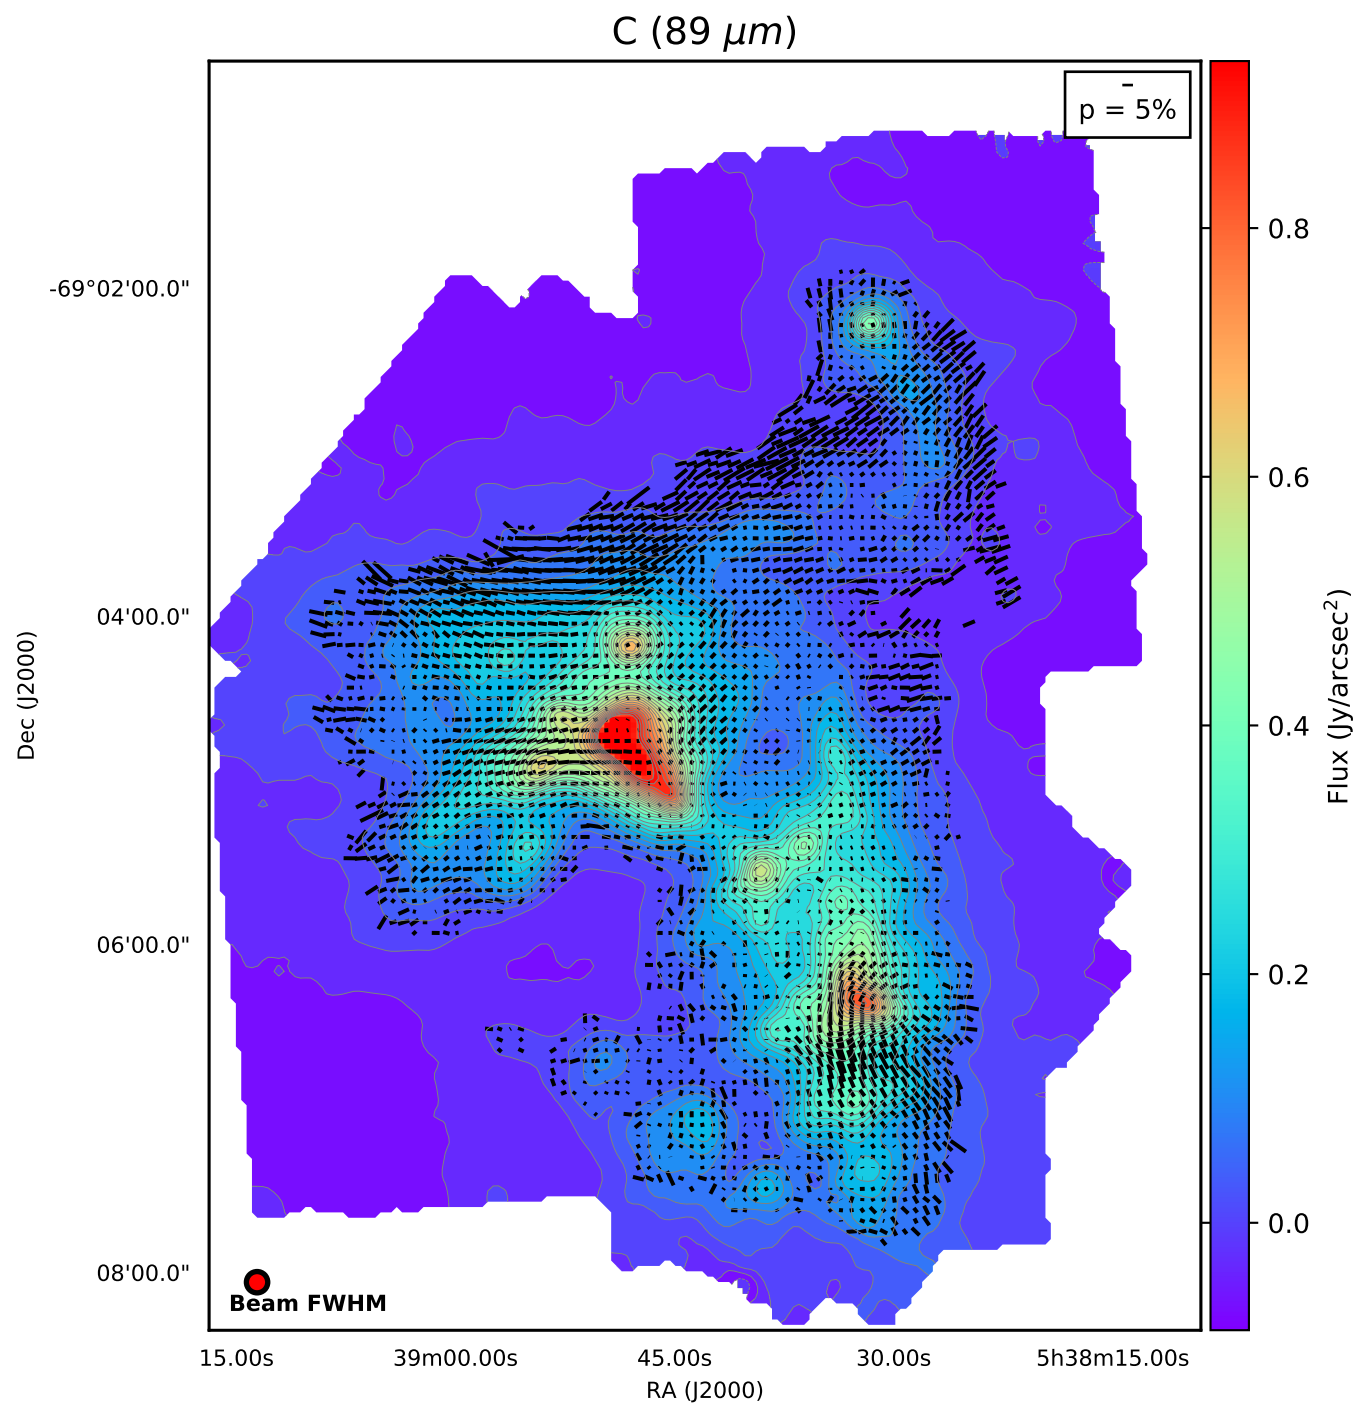 C (89 μm)
p = 5%
-69°02'00.0"
04'00.0"
06'00.0"
08'00.0"
Dec (J2000)
Beam FWHM
15.00s 39m00.00s 45.00s 30.00s 5h38m15.00s
RA (J2000)
0.8
0.6
0.4
0.2
0.0
Flux (Jy/arcsec²)